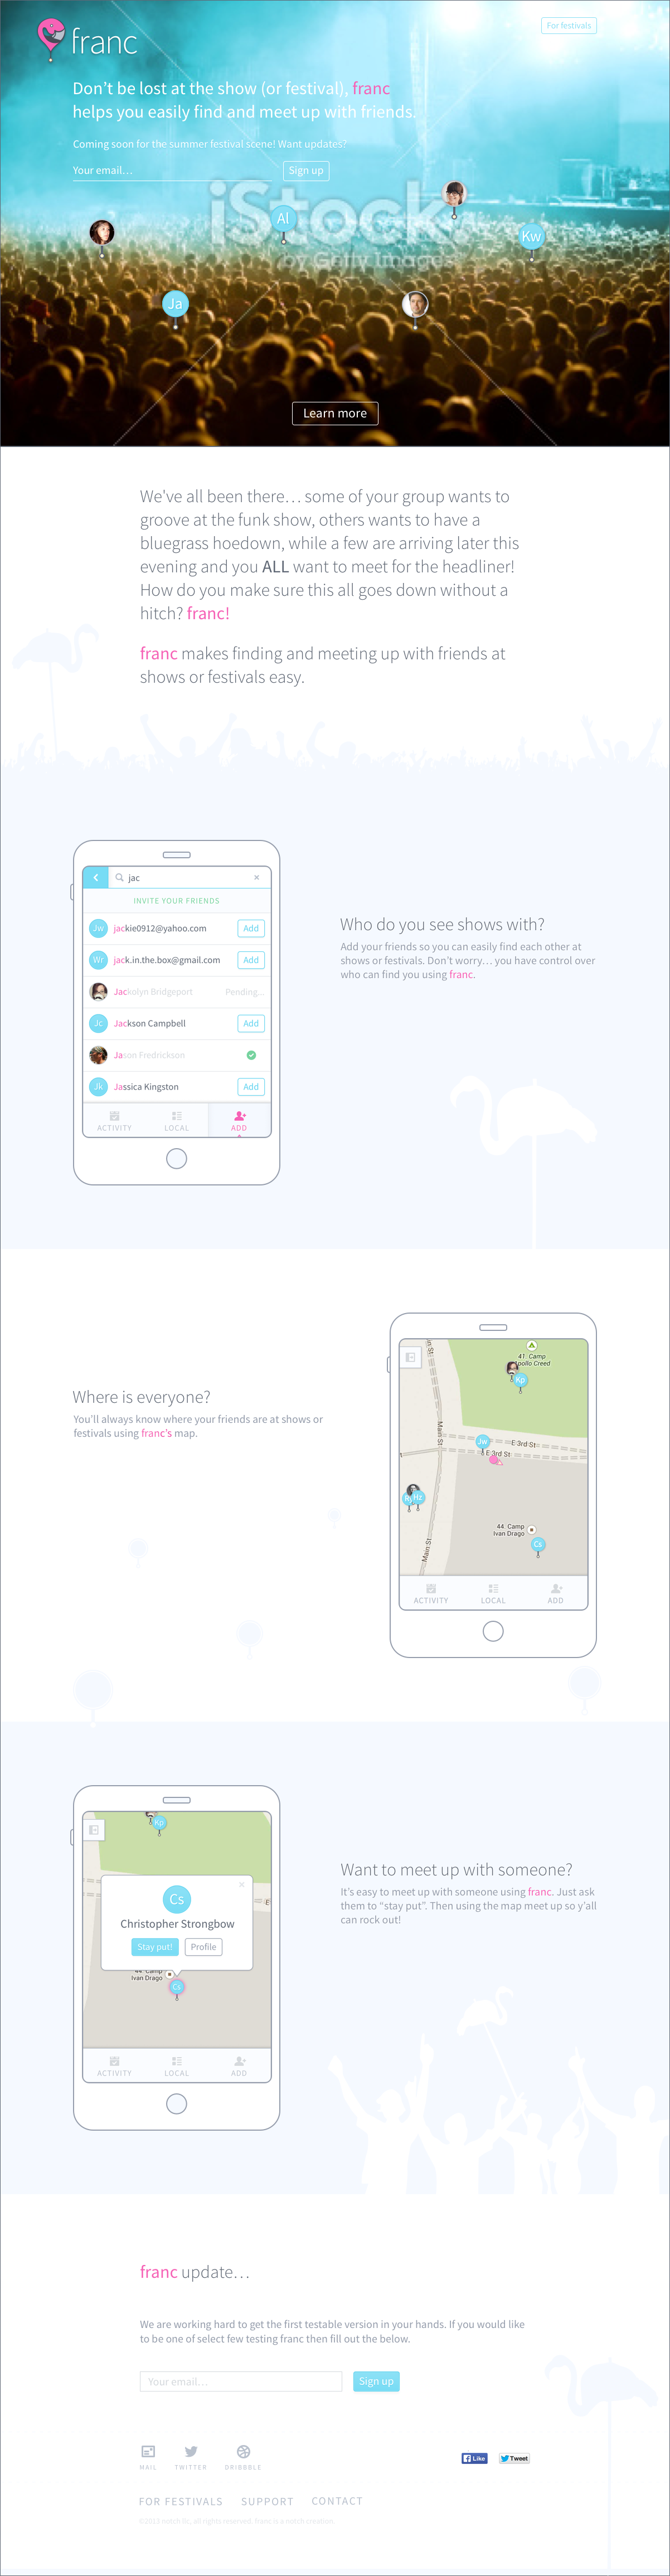 franc
For festivals
Don't be lost at the show (or festival), franc
helps you easily find and meet up with friends.
Coming soon for the summer festival scene! Want updates?
Your email...
Sign up
iStock
by Getty Images
Al
Kw
Ja
Learn more
We've all been there... some of your group wants to
groove at the funk show, others wants to have a
bluegrass hoedown, while a few are arriving later this
evening and you ALL want to meet for the headliner!
How do you make sure this all goes down without a
hitch? franc!
franc makes finding and meeting up with friends at
shows or festivals easy.
jac
INVITE YOUR FRIENDS
Jw jackie0912@yahoo.com Add
Wr jack.in.the.box@gmail.com Add
Jackolyn Bridgeport Pending...
Jc Jackson Campbell Add
Jason Fredrickson
Jk Jassica Kingston Add
ACTIVITY LOCAL ADD
Who do you see shows with?
Add your friends so you can easily find each other at
shows or festivals. Don't worry... you have control over
who can find you using franc.
Where is everyone?
You'll always know where your friends are at shows or
festivals using franc's map.
41. Camp
Apollo Creed
Kp
Main St
Jw
E 3rd St
E 3rd St
Hz
44. Camp
Ivan Drago
Cs
Main St
ACTIVITY LOCAL ADD
Kp
Cs
Christopher Strongbow
Stay put! Profile
44. Camp
Ivan Drago
Cs
ACTIVITY LOCAL ADD
Want to meet up with someone?
It's easy to meet up with someone using franc. Just ask
them to “stay put”. Then using the map meet up so y'all
can rock out!
franc update...
We are working hard to get the first testable version in your hands. If you would like
to be one of select few testing franc then fill out the below.
Your email...
Sign up
MAIL TWITTER DRIBBBLE
Like Tweet
FOR FESTIVALS SUPPORT CONTACT
©2013 notch llc, all rights reserved. franc is a notch creation.